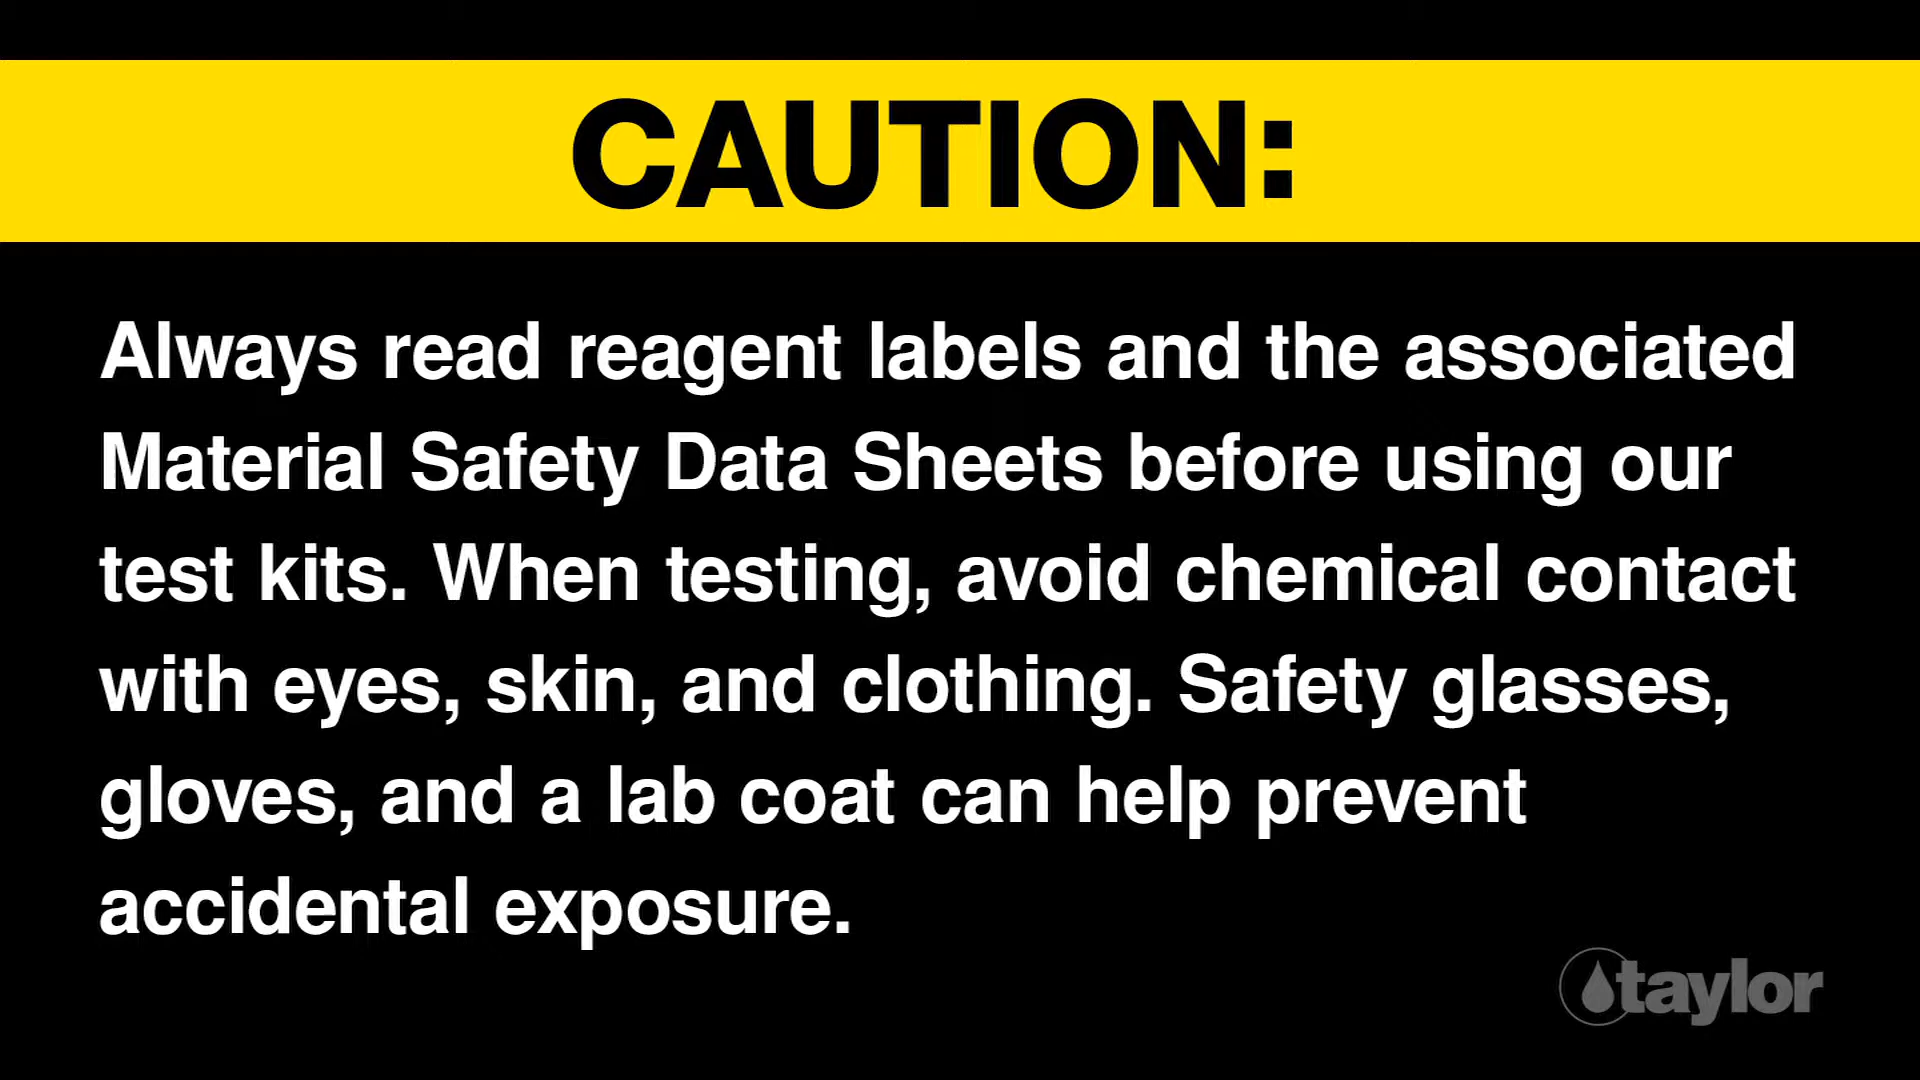 CAUTION:
Always read reagent labels and the associated
Material Safety Data Sheets before using our
test kits. When testing, avoid chemical contact
with eyes, skin, and clothing. Safety glasses,
gloves, and a lab coat can help prevent
accidental exposure.
taylor